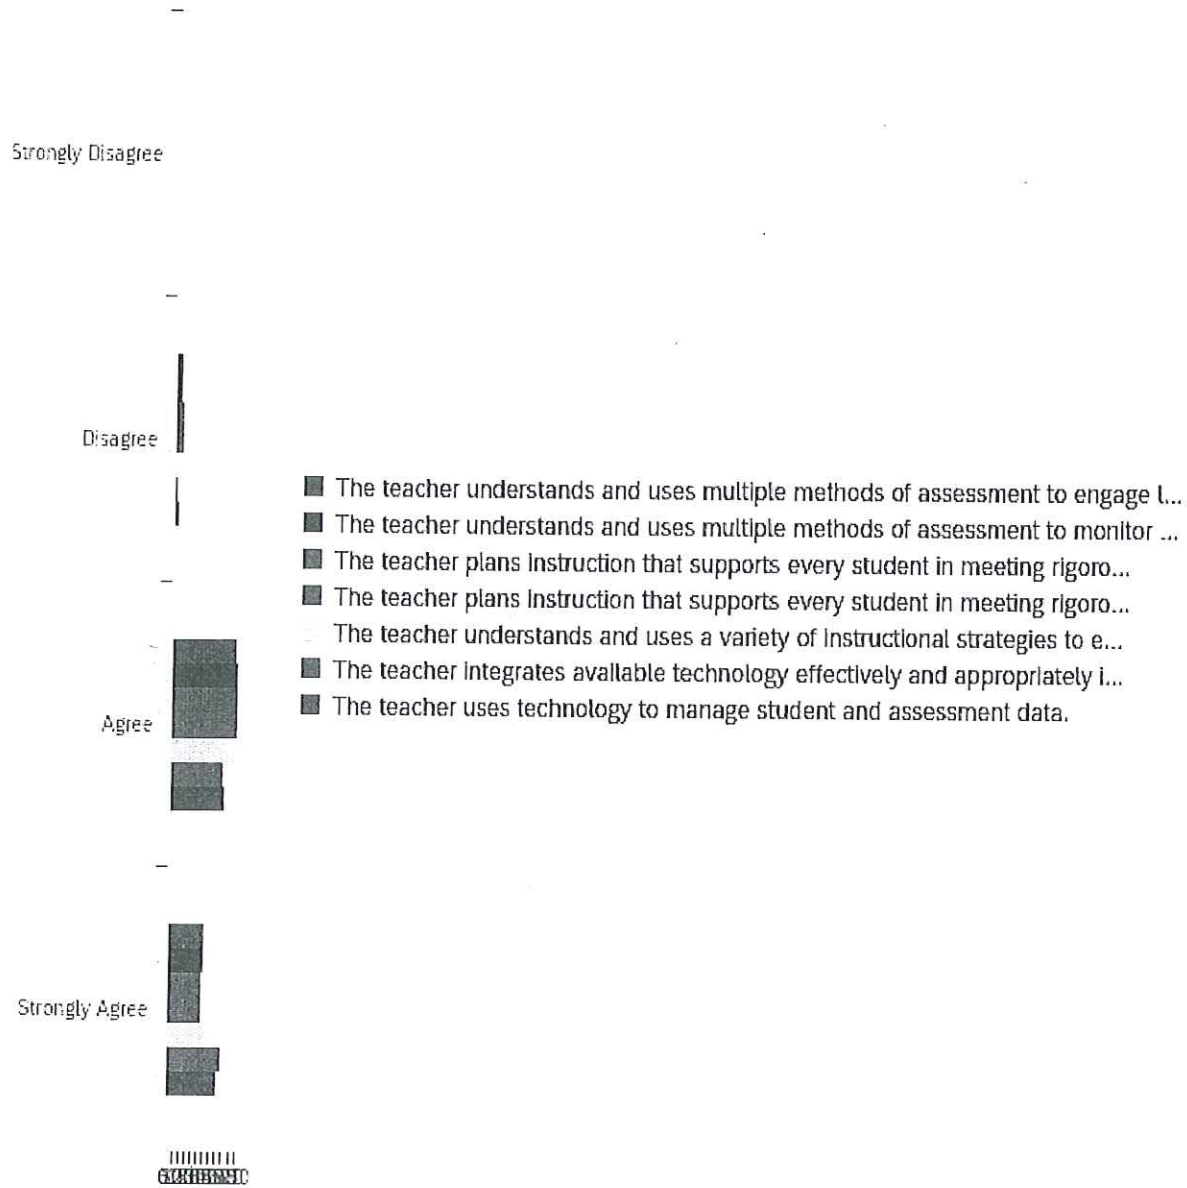 Strongly Disagree
Disagree
The teacher understands and uses multiple methods of assessment to engage l...
The teacher understands and uses multiple methods of assessment to monitor ...
The teacher plans instruction that supports every student in meeting rigoro...
The teacher plans instruction that supports every student in meeting rigoro...
The teacher understands and uses a variety of instructional strategies to e...
The teacher integrates available technology effectively and appropriately i...
The teacher uses technology to manage student and assessment data.
Agree
Strongly Agree